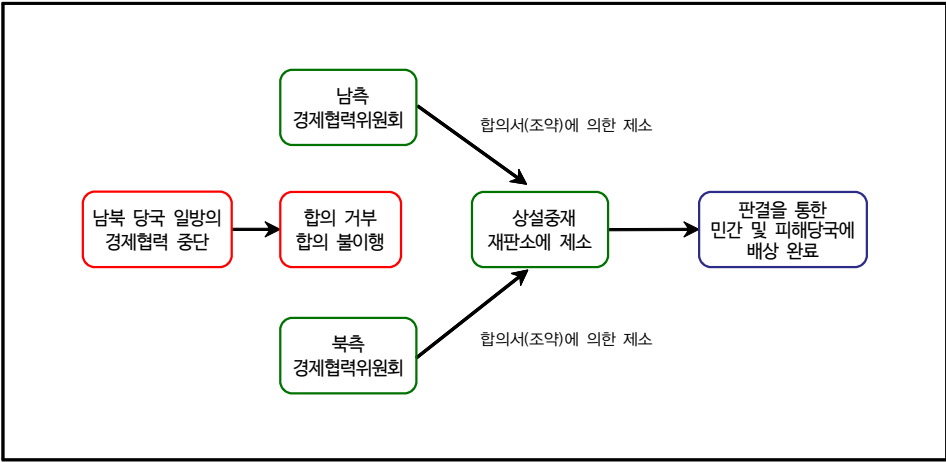 남측
경제협력위원회
합의서(조약)에 의한 제소
남북 당국 일방의
경제협력 중단
합의 거부
합의 불이행
상설중재
재판소에 제소
판결을 통한
민간 및 피해당국에
배상 완료
북측
경제협력위원회
합의서(조약)에 의한 제소